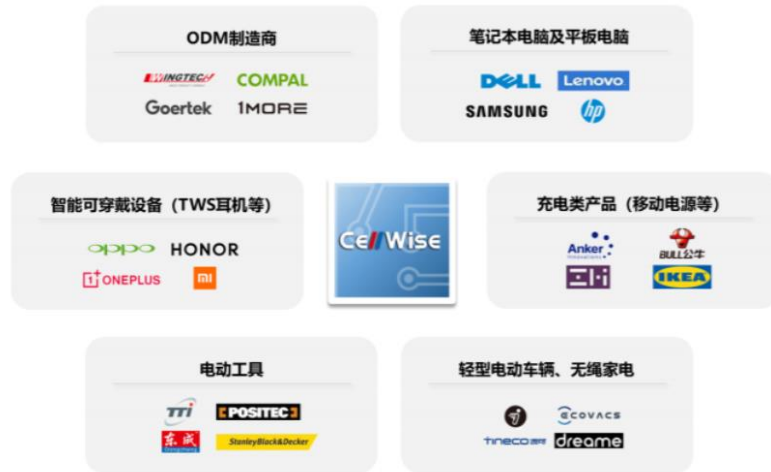 ODM制造商
WINGTECH COMPAL
Goertek 1MORE
笔记本电脑及平板电脑
DELL Lenovo
SAMSUNG hp
智能可穿戴设备（TWS耳机等）
oppo HONOR
1+ ONEPLUS mi
CellWise
充电类产品（移动电源等）
Anker BULL公牛
IKEA
电动工具
TTi POSITEC
东成 StanleyBlack&Decker
轻型电动车辆、无绳家电
ecovacs
TINECO dreame